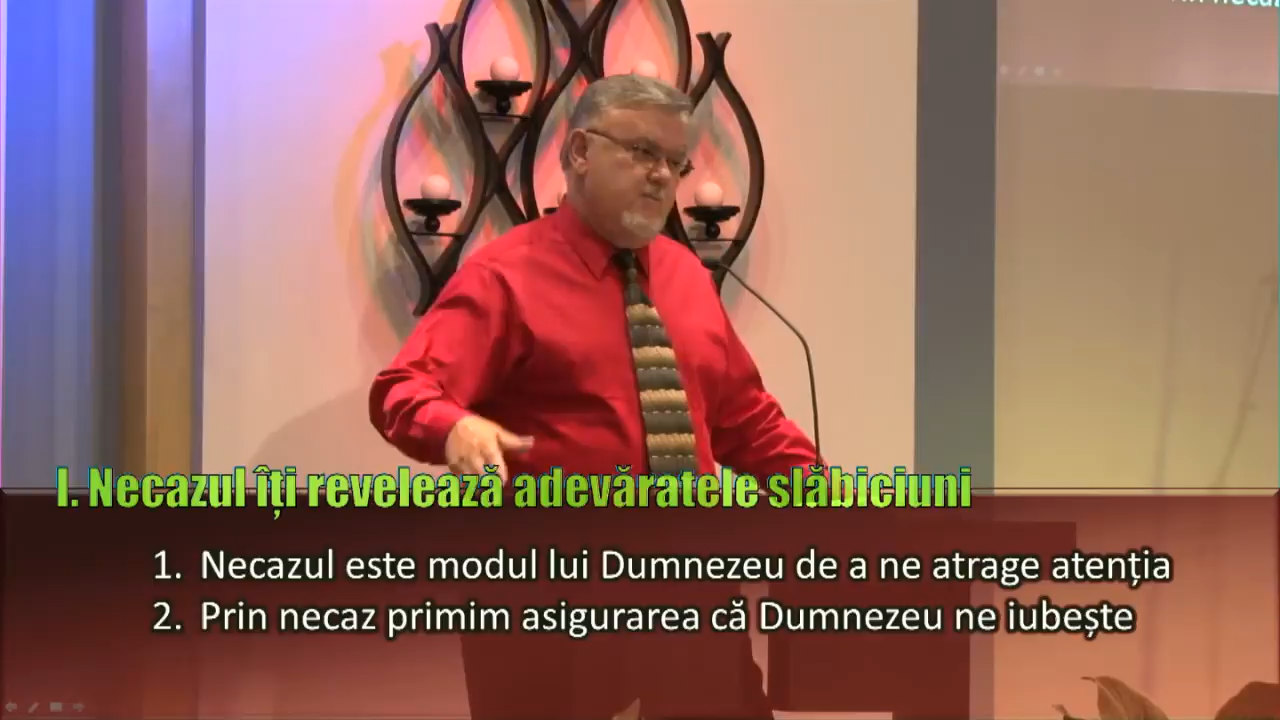 necaz
I. Necazul îți revelează adevăratele slăbiciuni
1. Necazul este modul lui Dumnezeu de a ne atrage atenția
2. Prin necaz primim asigurarea că Dumnezeu ne iubește